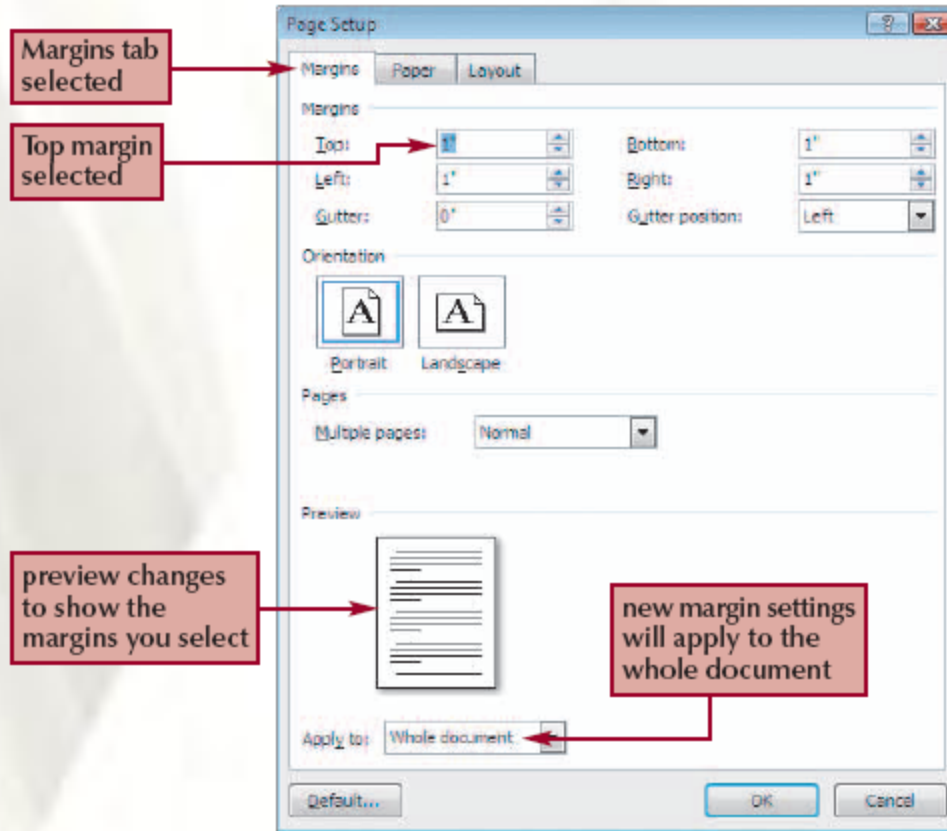 Page Setup
Margins tab
selected
Margins Paper Layout
Margins
Top margin
selected
Top: 1" Bottom: 1"
Left: 1" Right: 1"
Gutter: 0" Gutter position: Left
Orientation
A A
Portrait Landscape
Pages
Multiple pages: Normal
Preview
preview changes
to show the
margins you select
new margin settings
will apply to the
whole document
Apply to: Whole document
Default... OK Cancel